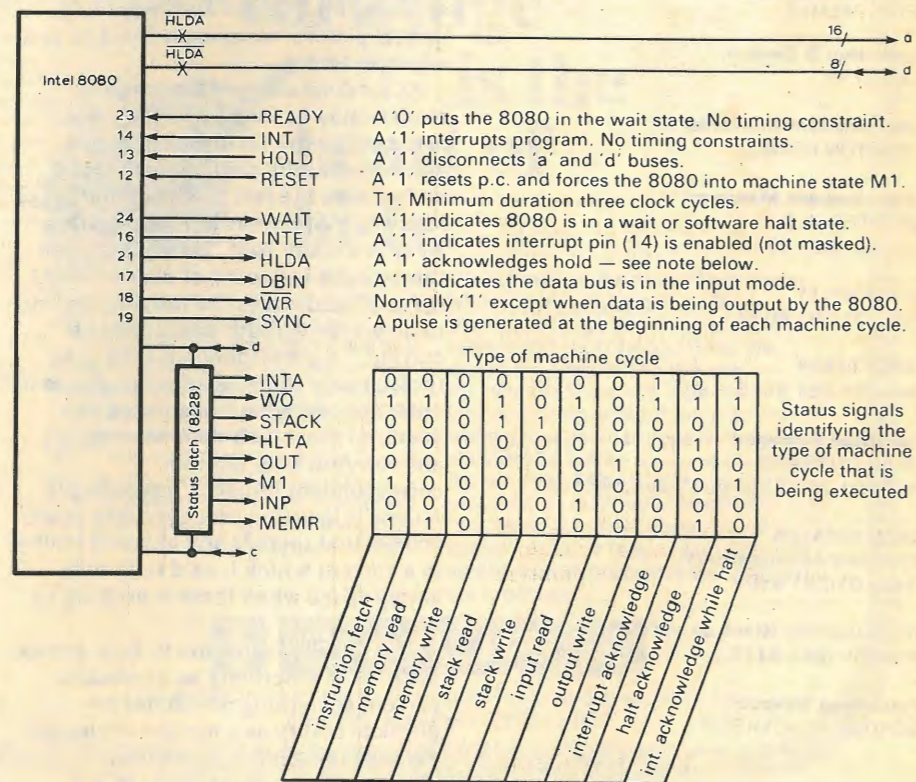 HLDA
16/
a
HLDA
8/
d
Intel 8080
23 READY A '0' puts the 8080 in the wait state. No timing constraint.
14 INT A '1' interrupts program. No timing constraints.
13 HOLD A '1' disconnects 'a' and 'd' buses.
12 RESET A '1' resets p.c. and forces the 8080 into machine state M1.
T1. Minimum duration three clock cycles.
24 WAIT A '1' indicates 8080 is in a wait or software halt state.
16 INTE A '1' indicates interrupt pin (14) is enabled (not masked).
21 HLDA A '1' acknowledges hold — see note below.
17 DBIN A '1' indicates the data bus is in the input mode.
18 WR Normally '1' except when data is being output by the 8080.
19 SYNC A pulse is generated at the beginning of each machine cycle.
d
Type of machine cycle
Status latch (8228)
INTA 0 0 0 0 0 0 0 1 0 1
WO 1 1 0 1 0 1 0 1 1 1
STACK 0 0 0 1 1 0 0 0 0 0
HLTA 0 0 0 0 0 0 0 0 1 1
OUT 0 0 0 0 0 0 1 0 0 0
M1 1 0 0 0 0 0 0 1 0 1
INP 0 0 0 0 0 1 0 0 0 0
MEMR 1 1 0 1 0 0 0 0 1 0
c
Status signals
identifying the
type of machine
cycle that is
being executed
instruction fetch
memory read
memory write
stack read
stack write
input read
output write
interrupt acknowledge
halt acknowledge
int. acknowledge while halt